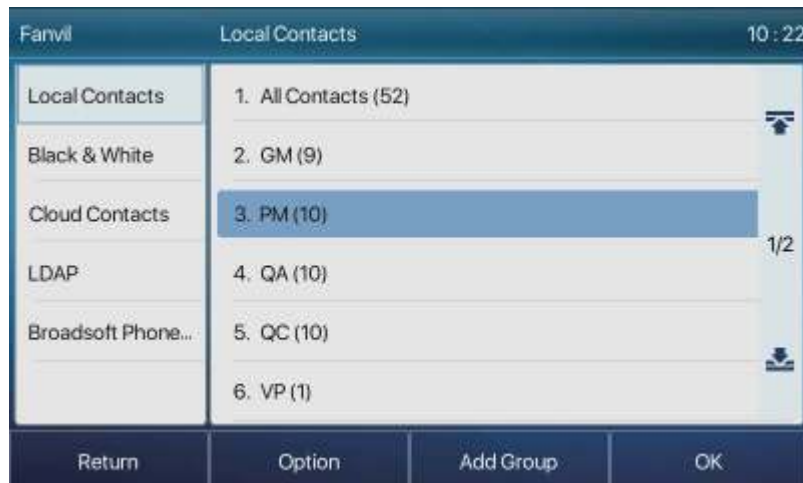 Fanvil Local Contacts 10 : 22
Local Contacts
Black & White
Cloud Contacts
LDAP
Broadsoft Phone...
1. All Contacts (52)
2. GM (9)
3. PM (10)
4. QA (10)
5. QC (10)
6. VP (1)
1/2
Return Option Add Group OK